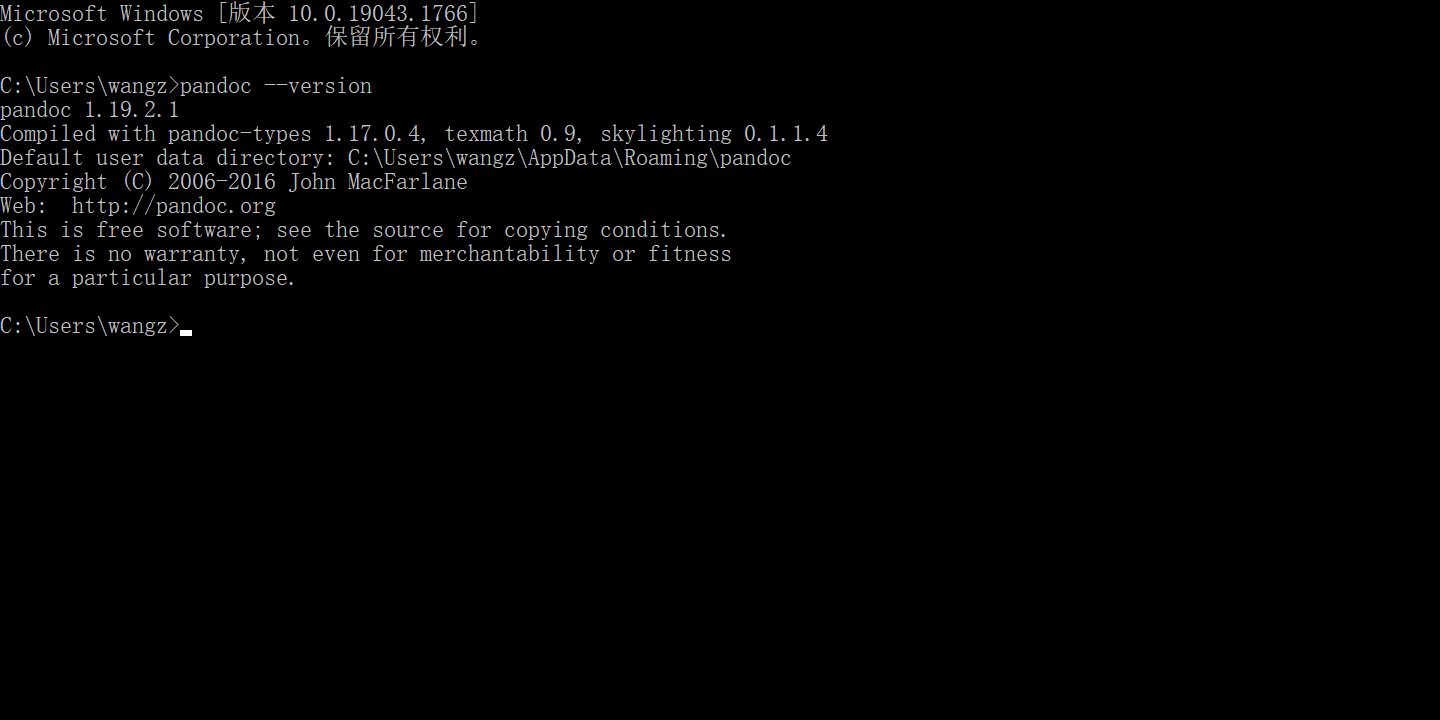 Microsoft Windows [版本 10.0.19043.1766]
(c) Microsoft Corporation。保留所有权利。
C:\Users\wangz>pandoc --version
pandoc 1.19.2.1
Compiled with pandoc-types 1.17.0.4, texmath 0.9, skylighting 0.1.1.4
Default user data directory: C:\Users\wangz\AppData\Roaming\pandoc
Copyright (C) 2006-2016 John MacFarlane
Web:  http://pandoc.org
This is free software; see the source for copying conditions.
There is no warranty, not even for merchantability or fitness
for a particular purpose.
C:\Users\wangz>